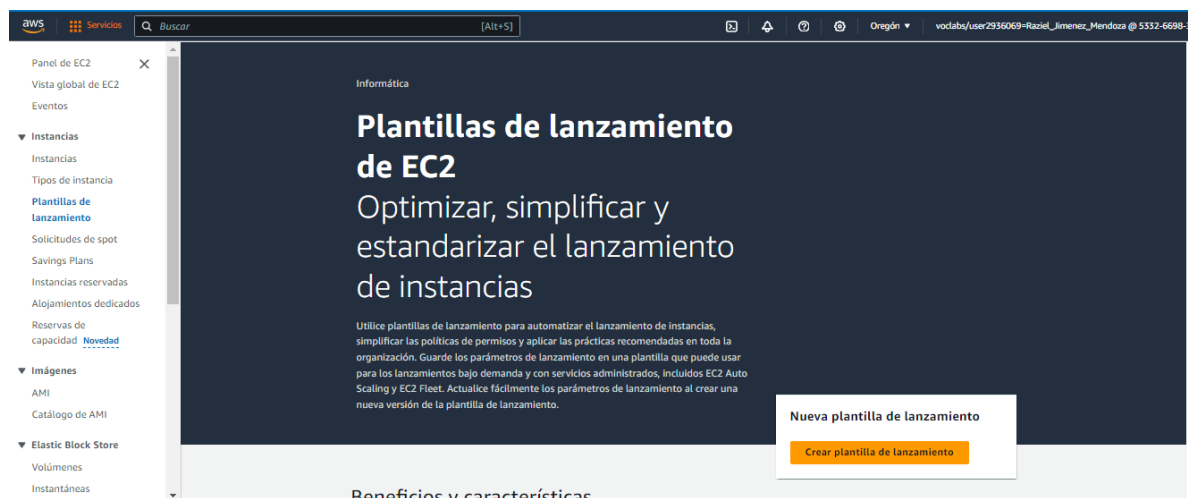 aws
Servicios
Buscar
[Alt+S]
Oregón
voclabs/user2936069=Raziel_Jimenez_Mendoza @ 5332-6698-
Panel de EC2
Vista global de EC2
Eventos
Instancias
Instancias
Tipos de instancia
Plantillas de
lanzamiento
Solicitudes de spot
Savings Plans
Instancias reservadas
Alojamientos dedicados
Reservas de
capacidad Novedad
Imágenes
AMI
Catálogo de AMI
Elastic Block Store
Volúmenes
Instantáneas
Informática
Plantillas de lanzamiento
de EC2
Optimizar, simplificar y
estandarizar el lanzamiento
de instancias
Utilice plantillas de lanzamiento para automatizar el lanzamiento de instancias,
simplificar las políticas de permisos y aplicar las prácticas recomendadas en toda la
organización. Guarde los parámetros de lanzamiento en una plantilla que puede usar
para los lanzamientos bajo demanda y con servicios administrados, incluidos EC2 Auto
Scaling y EC2 Fleet. Actualice fácilmente los parámetros de lanzamiento al crear una
nueva versión de la plantilla de lanzamiento.
Nueva plantilla de lanzamiento
Crear plantilla de lanzamiento
Beneficios y características